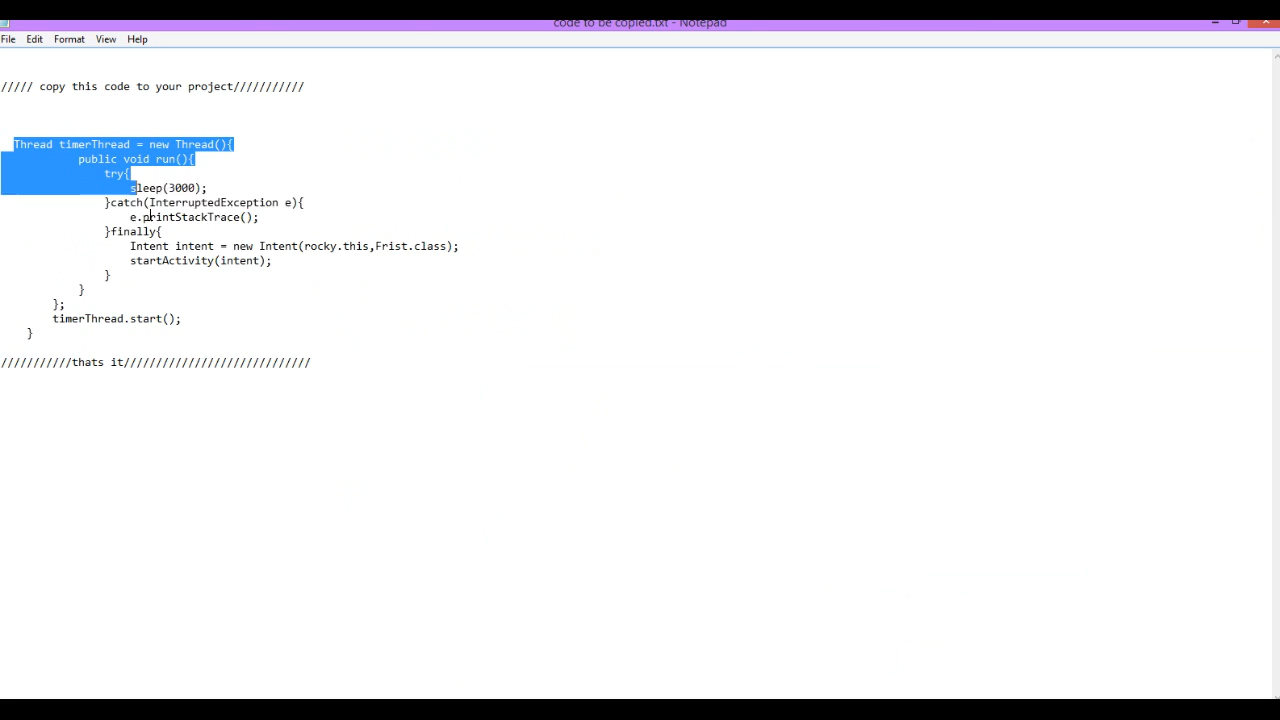 code to be copied.txt - Notepad
File Edit Format View Help
///// copy this code to your project///////////
Thread timerThread = new Thread(){
public void run(){
try{
sleep(3000);
}catch(InterruptedException e){
e.printStackTrace();
}finally{
Intent intent = new Intent(rocky.this,Frist.class);
startActivity(intent);
}
}
};
timerThread.start();
}
///////////thats it/////////////////////////////